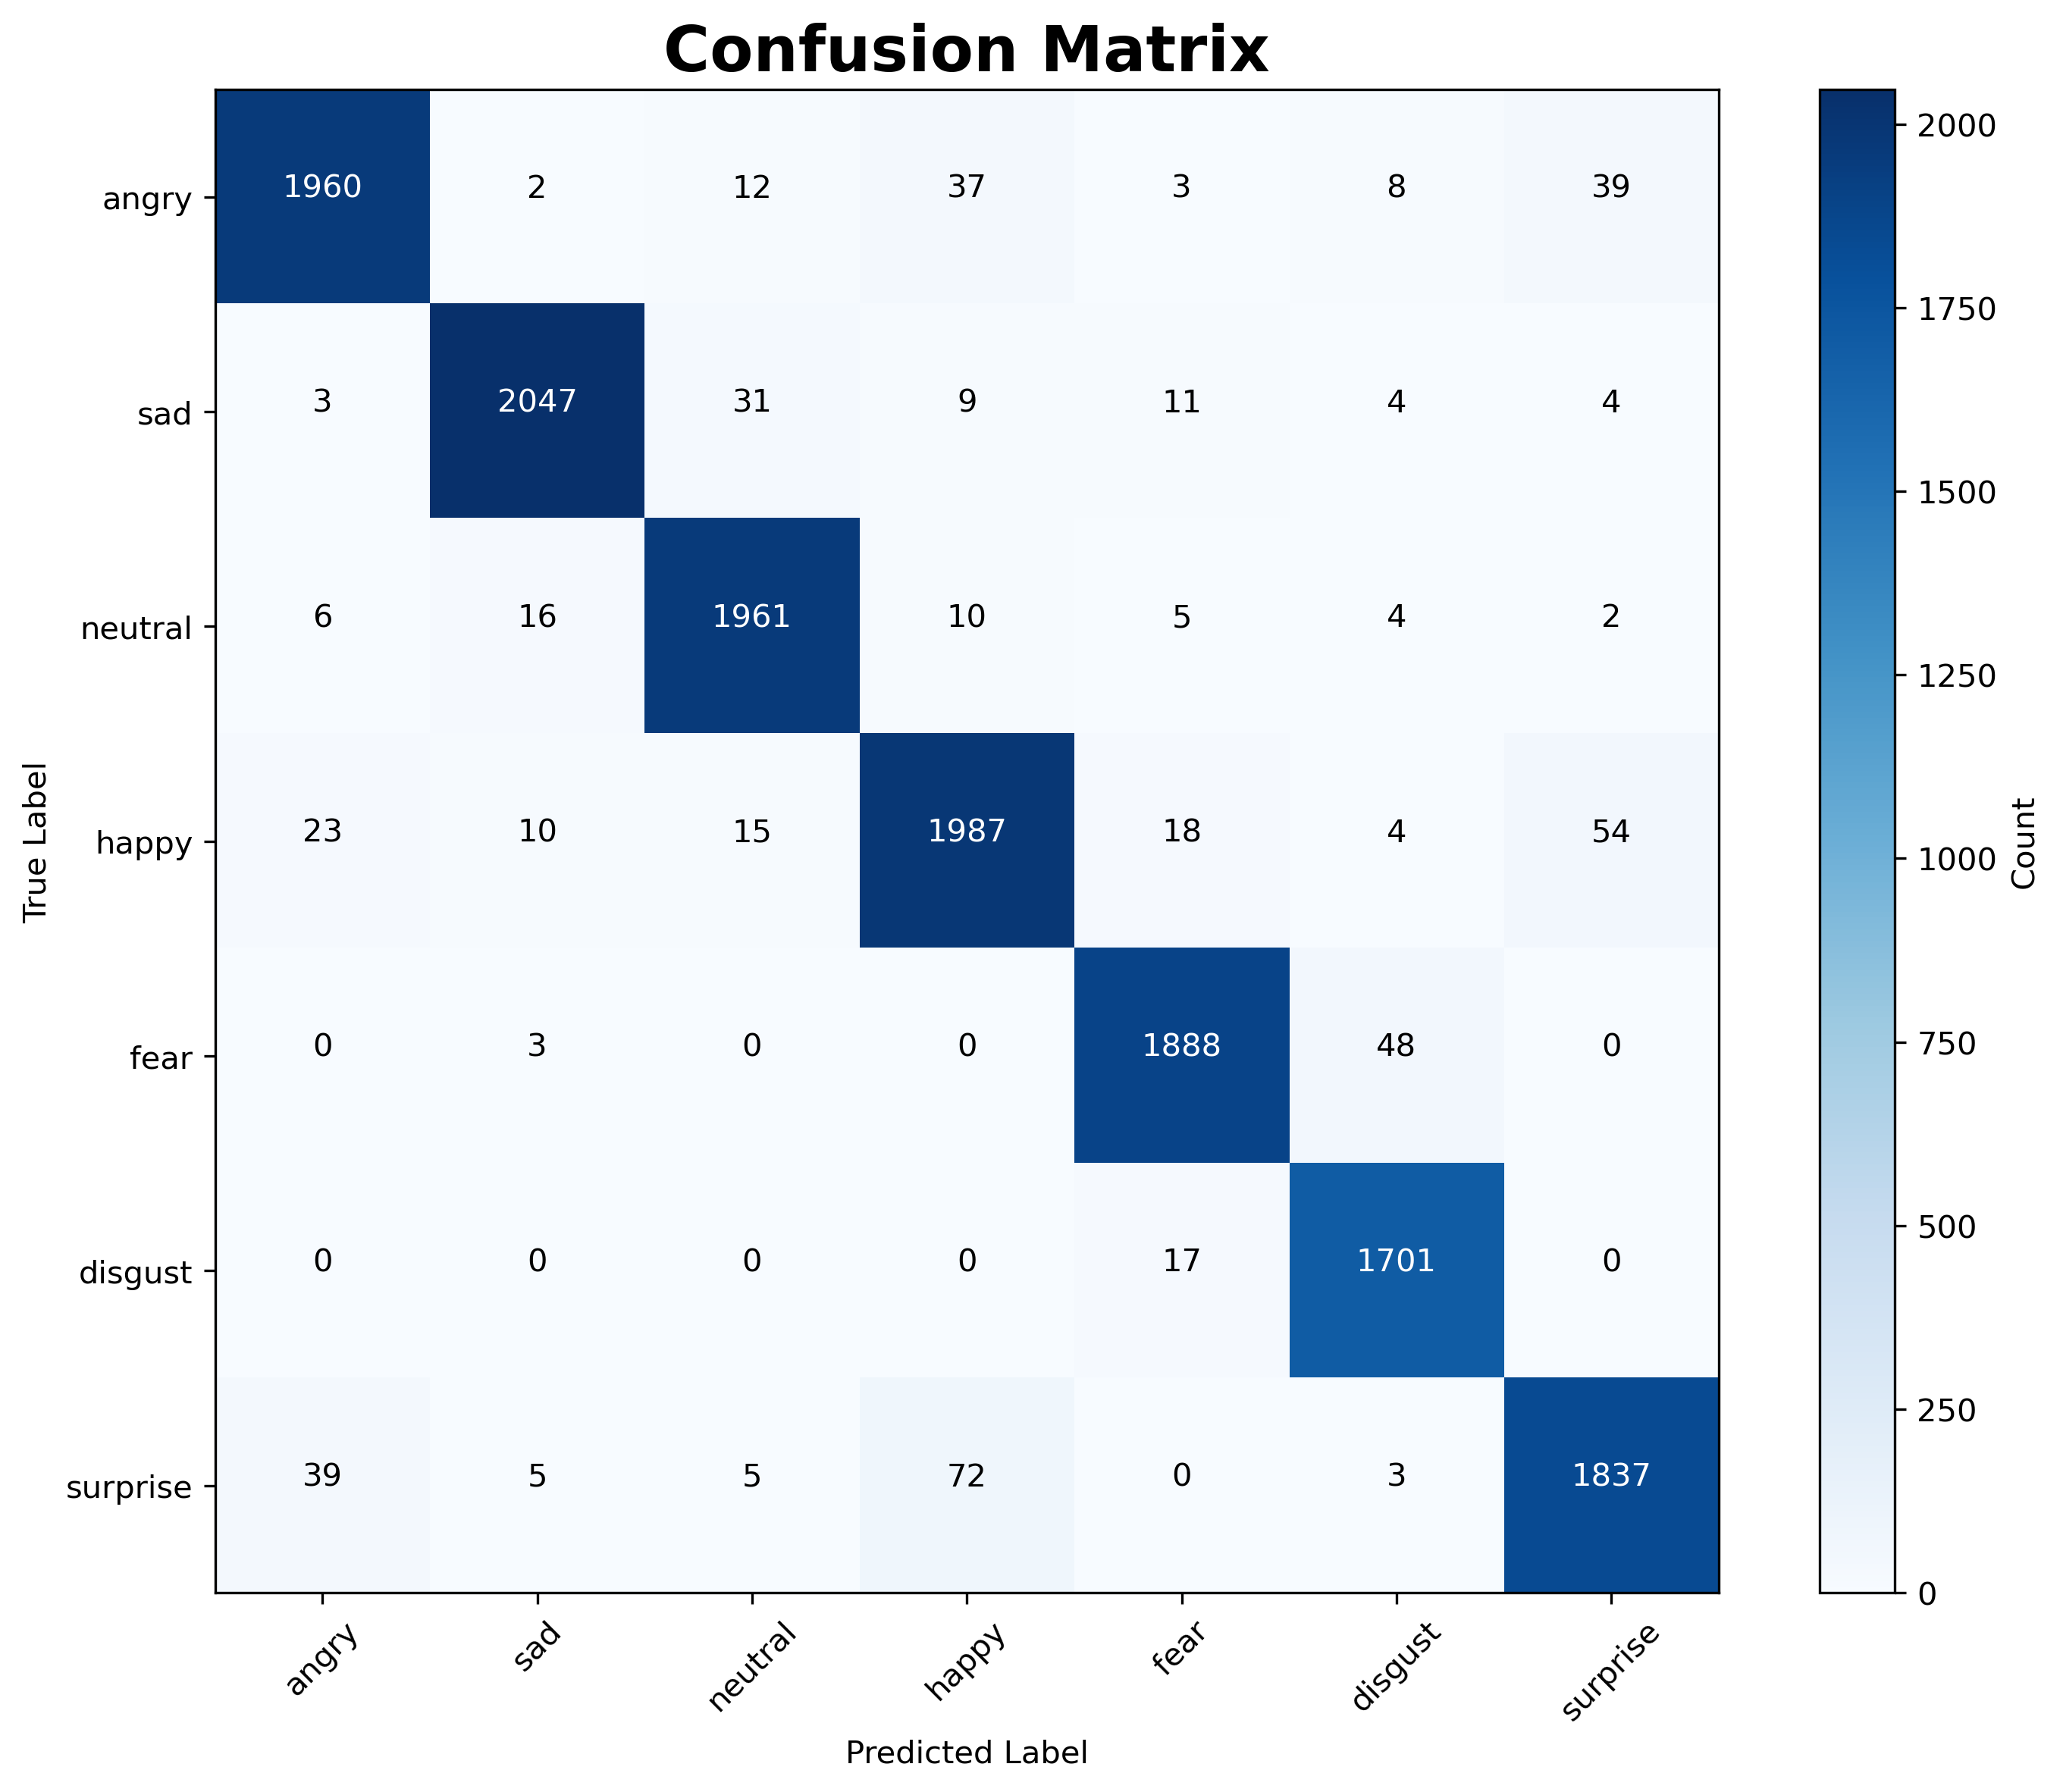 Confusion Matrix
angry 1960 2 12 37 3 8 39
sad 3 2047 31 9 11 4 4
neutral 6 16 1961 10 5 4 2
happy 23 10 15 1987 18 4 54
fear 0 3 0 0 1888 48 0
disgust 0 0 0 0 17 1701 0
surprise 39 5 5 72 0 3 1837
angry sad neutral happy fear disgust surprise
True Label
Predicted Label
2000
1750
1500
1250
1000
750
500
250
0
Count